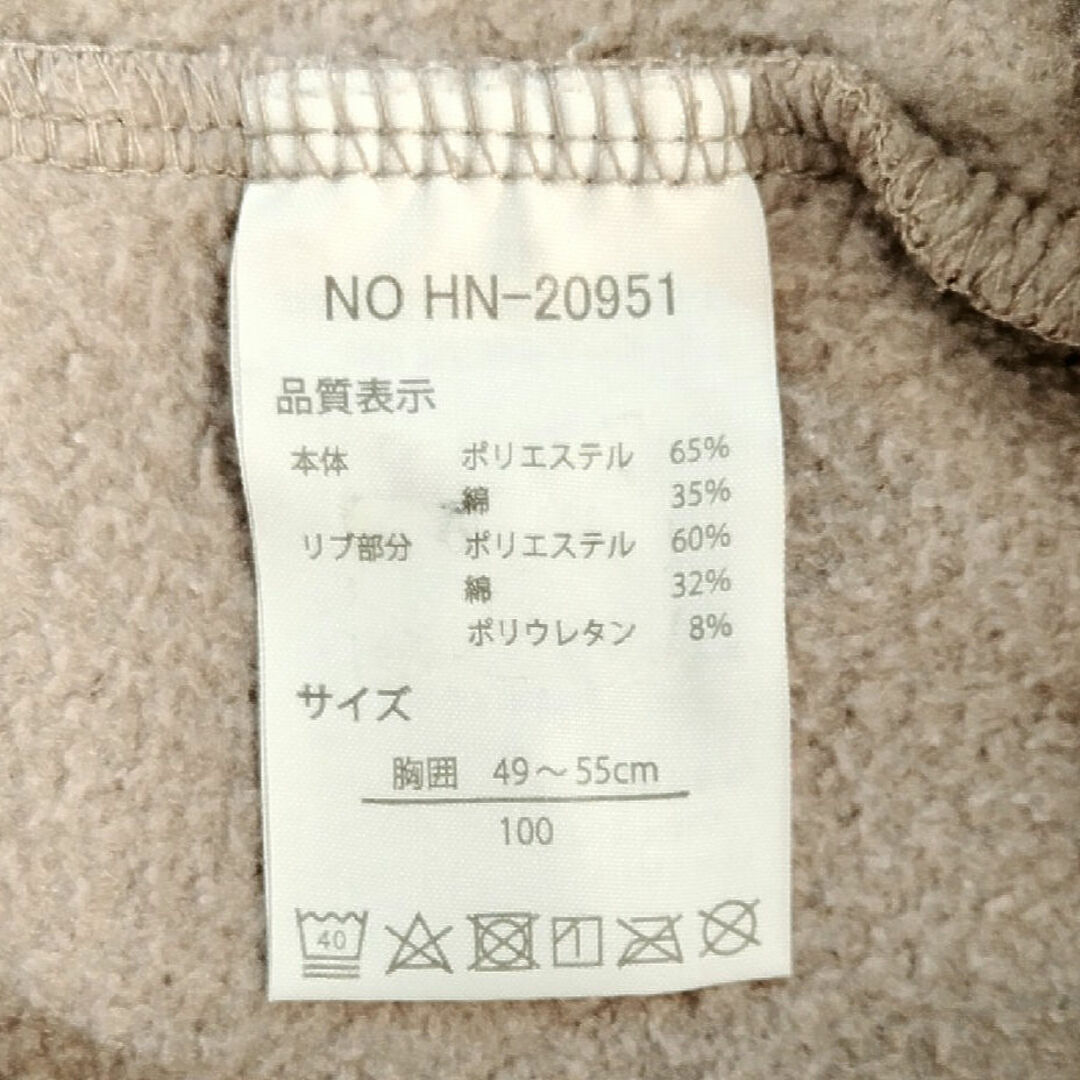 NO HN-20951
品質表示
本体 ポリエステル 65%
綿 35%
リブ部分 ポリエステル 60%
綿 32%
ポリウレタン 8%
サイズ
胸囲 49～55cm
100
40